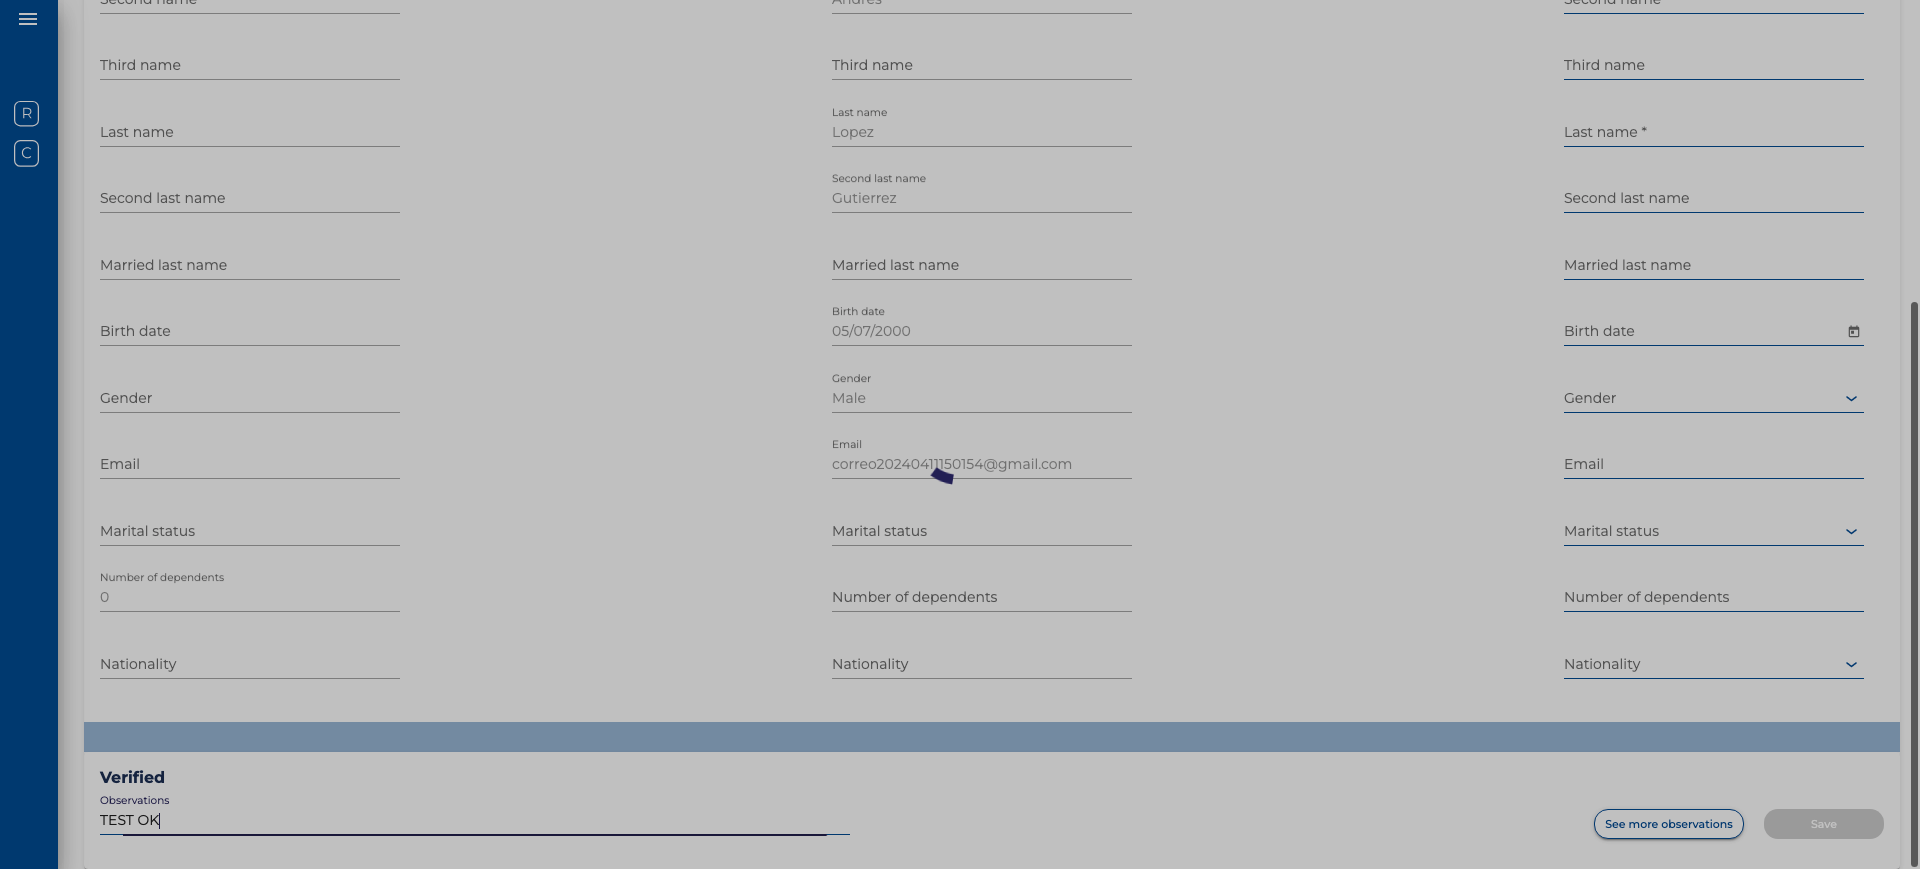 Second name
Andres
Second name
R
C
Third name
Third name
Third name
Last name
Last name
Lopez
Last name *
Second last name
Second last name
Gutierrez
Second last name
Married last name
Married last name
Married last name
Birth date
Birth date
05/07/2000
Birth date
Gender
Gender
Male
Gender
Email
Email
correo20240411150154@gmail.com
Email
Marital status
Marital status
Marital status
Number of dependents
0
Number of dependents
Number of dependents
Nationality
Nationality
Nationality
Verified
Observations
TEST OK
See more observations
Save